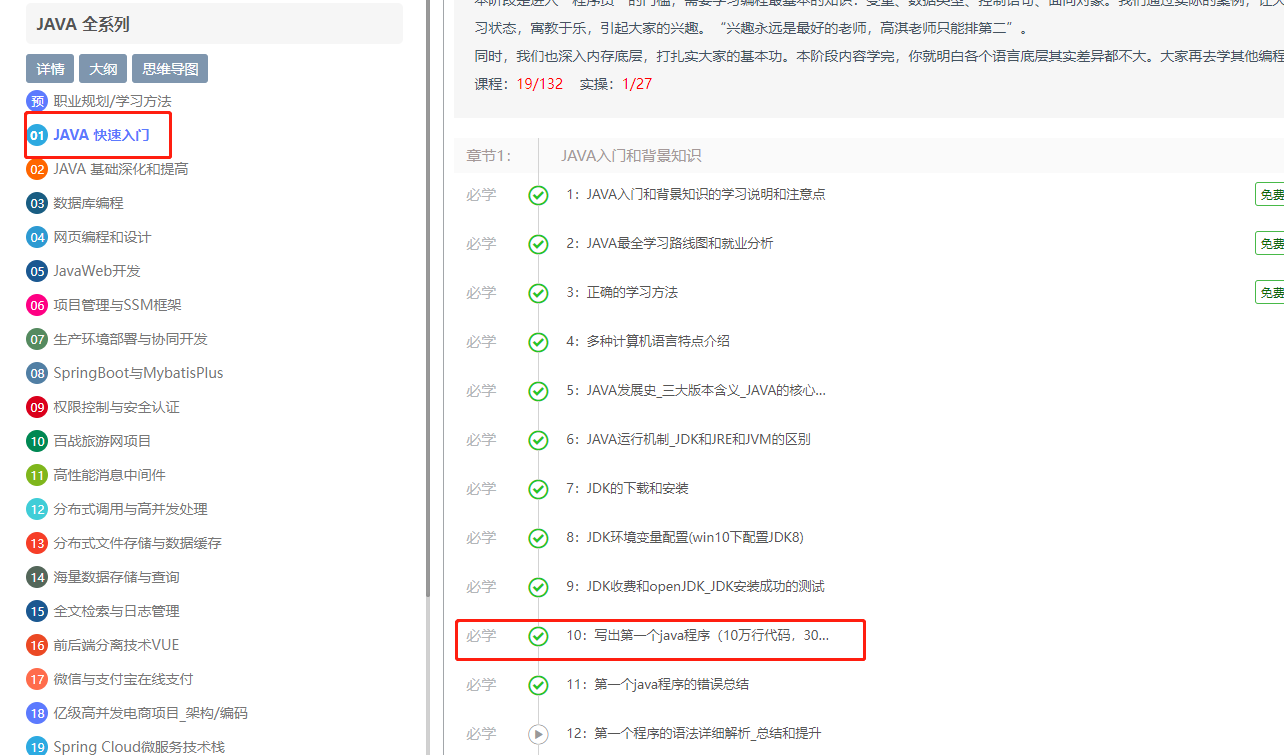 JAVA 全系列
详情 大纲 思维导图
预 职业规划/学习方法
01 JAVA 快速入门
02 JAVA 基础深化和提高
03 数据库编程
04 网页编程和设计
05 JavaWeb开发
06 项目管理与SSM框架
07 生产环境部署与协同开发
08 SpringBoot与MybatisPlus
09 权限控制与安全认证
10 百战旅游网项目
11 高性能消息中间件
12 分布式调用与高并发处理
13 分布式文件存储与数据缓存
14 海量数据存储与查询
15 全文检索与日志管理
16 前后端分离技术VUE
17 微信与支付宝在线支付
18 亿级高并发电商项目_架构/编码
19 Spring Cloud微服务技术栈
习状态，寓教于乐，引起大家的兴趣。“兴趣永远是最好的老师，高淇老师只能排第二”。
同时，我们也深入内存底层，打扎实大家的基本功。本阶段内容学完，你就明白各个语言底层其实差异都不大。大家再去学其他编程
课程：19/132 实操：1/27
章节1： JAVA入门和背景知识
必学 1：JAVA入门和背景知识的学习说明和注意点 免费
必学 2：JAVA最全学习路线图和就业分析 免费
必学 3：正确的学习方法 免费
必学 4：多种计算机语言特点介绍
必学 5：JAVA发展史_三大版本含义_JAVA的核心...
必学 6：JAVA运行机制_JDK和JRE和JVM的区别
必学 7：JDK的下载和安装
必学 8：JDK环境变量配置(win10下配置JDK8)
必学 9：JDK收费和openJDK_JDK安装成功的测试
必学 10：写出第一个java程序（10万行代码，30...
必学 11：第一个java程序的错误总结
必学 12：第一个程序的语法详细解析_总结和提升